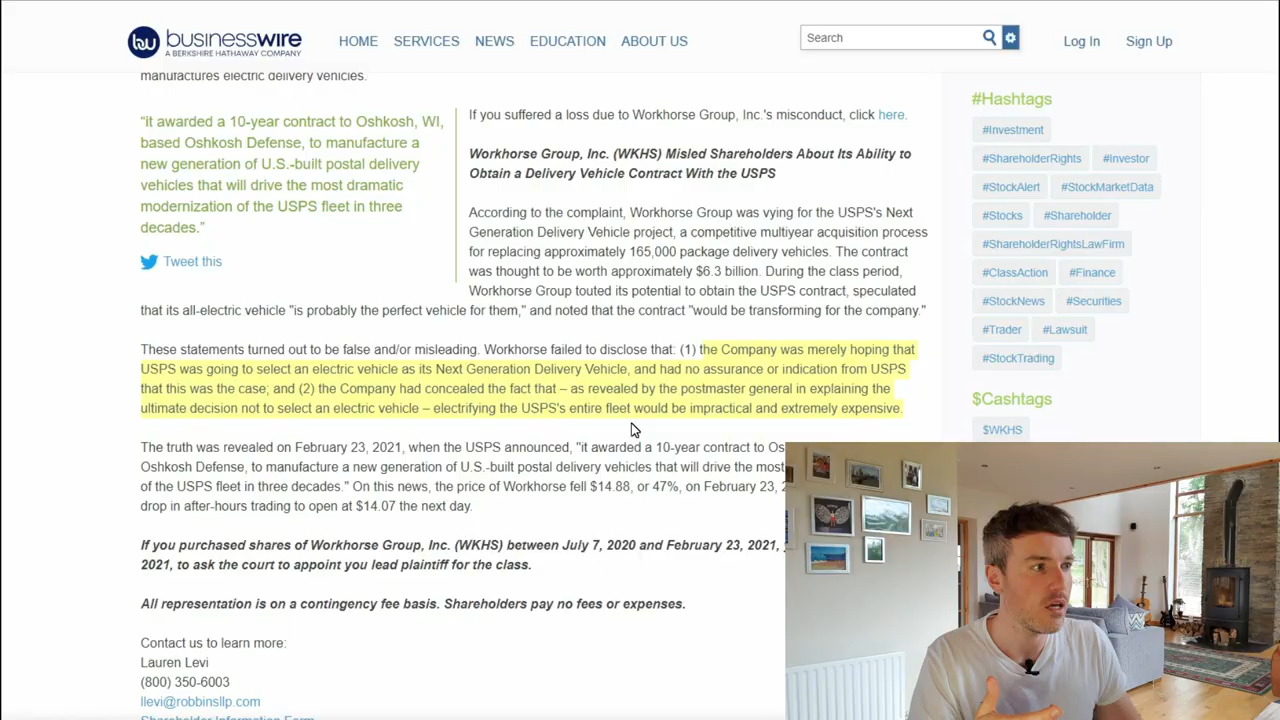 businesswire
A BERKSHIRE HATHAWAY COMPANY
HOME SERVICES NEWS EDUCATION ABOUT US
Search
Log In Sign Up
manufactures electric delivery vehicles.
“it awarded a 10-year contract to Oshkosh, WI,
based Oshkosh Defense, to manufacture a
new generation of U.S.-built postal delivery
vehicles that will drive the most dramatic
modernization of the USPS fleet in three
decades.”
Tweet this
If you suffered a loss due to Workhorse Group, Inc.'s misconduct, click here.
Workhorse Group, Inc. (WKHS) Misled Shareholders About Its Ability to
Obtain a Delivery Vehicle Contract With the USPS
According to the complaint, Workhorse Group was vying for the USPS's Next
Generation Delivery Vehicle project, a competitive multiyear acquisition process
for replacing approximately 165,000 package delivery vehicles. The contract
was thought to be worth approximately $6.3 billion. During the class period,
Workhorse Group touted its potential to obtain the USPS contract, speculated
that its all-electric vehicle "is probably the perfect vehicle for them," and noted that the contract "would be transforming for the company."
These statements turned out to be false and/or misleading. Workhorse failed to disclose that: (1) the Company was merely hoping that
USPS was going to select an electric vehicle as its Next Generation Delivery Vehicle, and had no assurance or indication from USPS
that this was the case; and (2) the Company had concealed the fact that – as revealed by the postmaster general in explaining the
ultimate decision not to select an electric vehicle – electrifying the USPS's entire fleet would be impractical and extremely expensive.
The truth was revealed on February 23, 2021, when the USPS announced, "it awarded a 10-year contract to Os
Oshkosh Defense, to manufacture a new generation of U.S.-built postal delivery vehicles that will drive the most
of the USPS fleet in three decades." On this news, the price of Workhorse fell $14.88, or 47%, on February 23, 2
drop in after-hours trading to open at $14.07 the next day.
If you purchased shares of Workhorse Group, Inc. (WKHS) between July 7, 2020 and February 23, 2021,
2021, to ask the court to appoint you lead plaintiff for the class.
All representation is on a contingency fee basis. Shareholders pay no fees or expenses.
Contact us to learn more:
Lauren Levi
(800) 350-6003
llevi@robbinsllp.com
Shareholder Information Form
#Hashtags
#Investment
#ShareholderRights #Investor
#StockAlert #StockMarketData
#Stocks #Shareholder
#ShareholderRightsLawFirm
#ClassAction #Finance
#StockNews #Securities
#Trader #Lawsuit
#StockTrading
$Cashtags
$WKHS